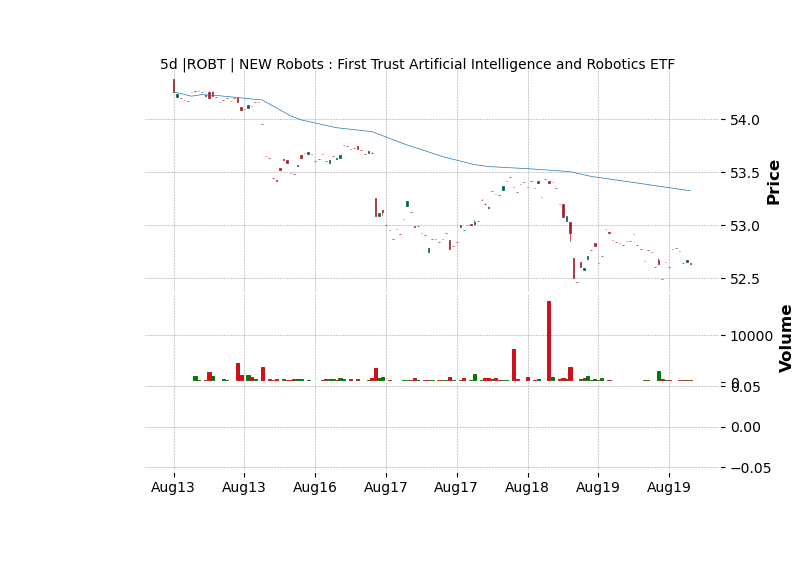 5d |ROBT | NEW Robots : First Trust Artificial Intelligence and Robotics ETF
54.0
53.5
53.0
52.5
Price
10000
0
Volume
0.05
0.00
−0.05
Aug13 Aug13 Aug16 Aug17 Aug17 Aug18 Aug19 Aug19